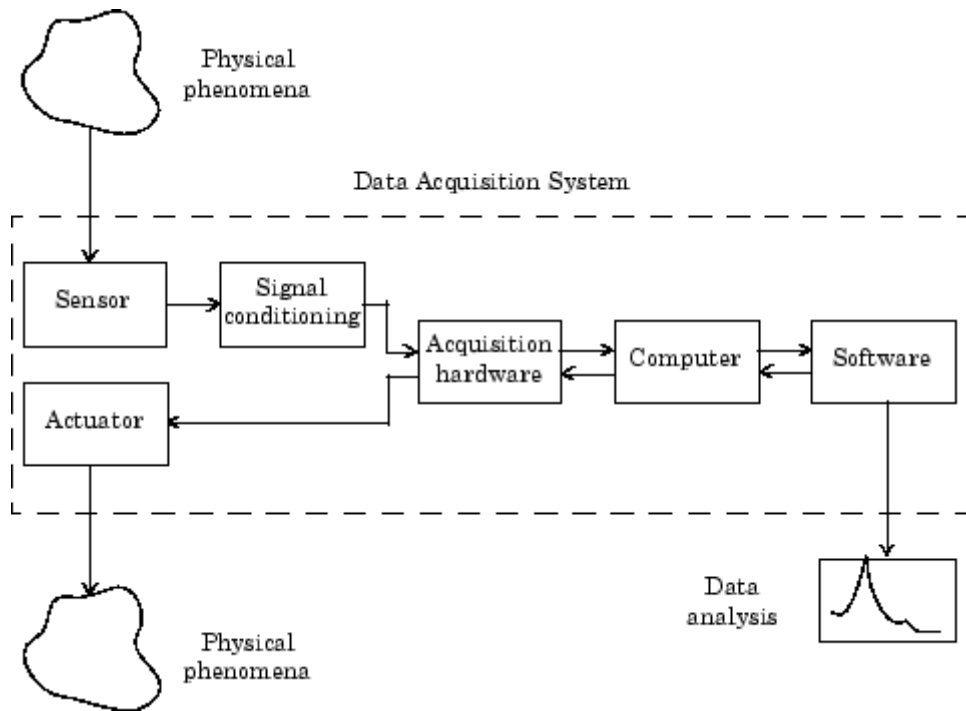 Physical
phenomena
Data Acquisition System
Sensor
Signal
conditioning
Acquisition
hardware
Computer
Software
Actuator
Data
analysis
Physical
phenomena